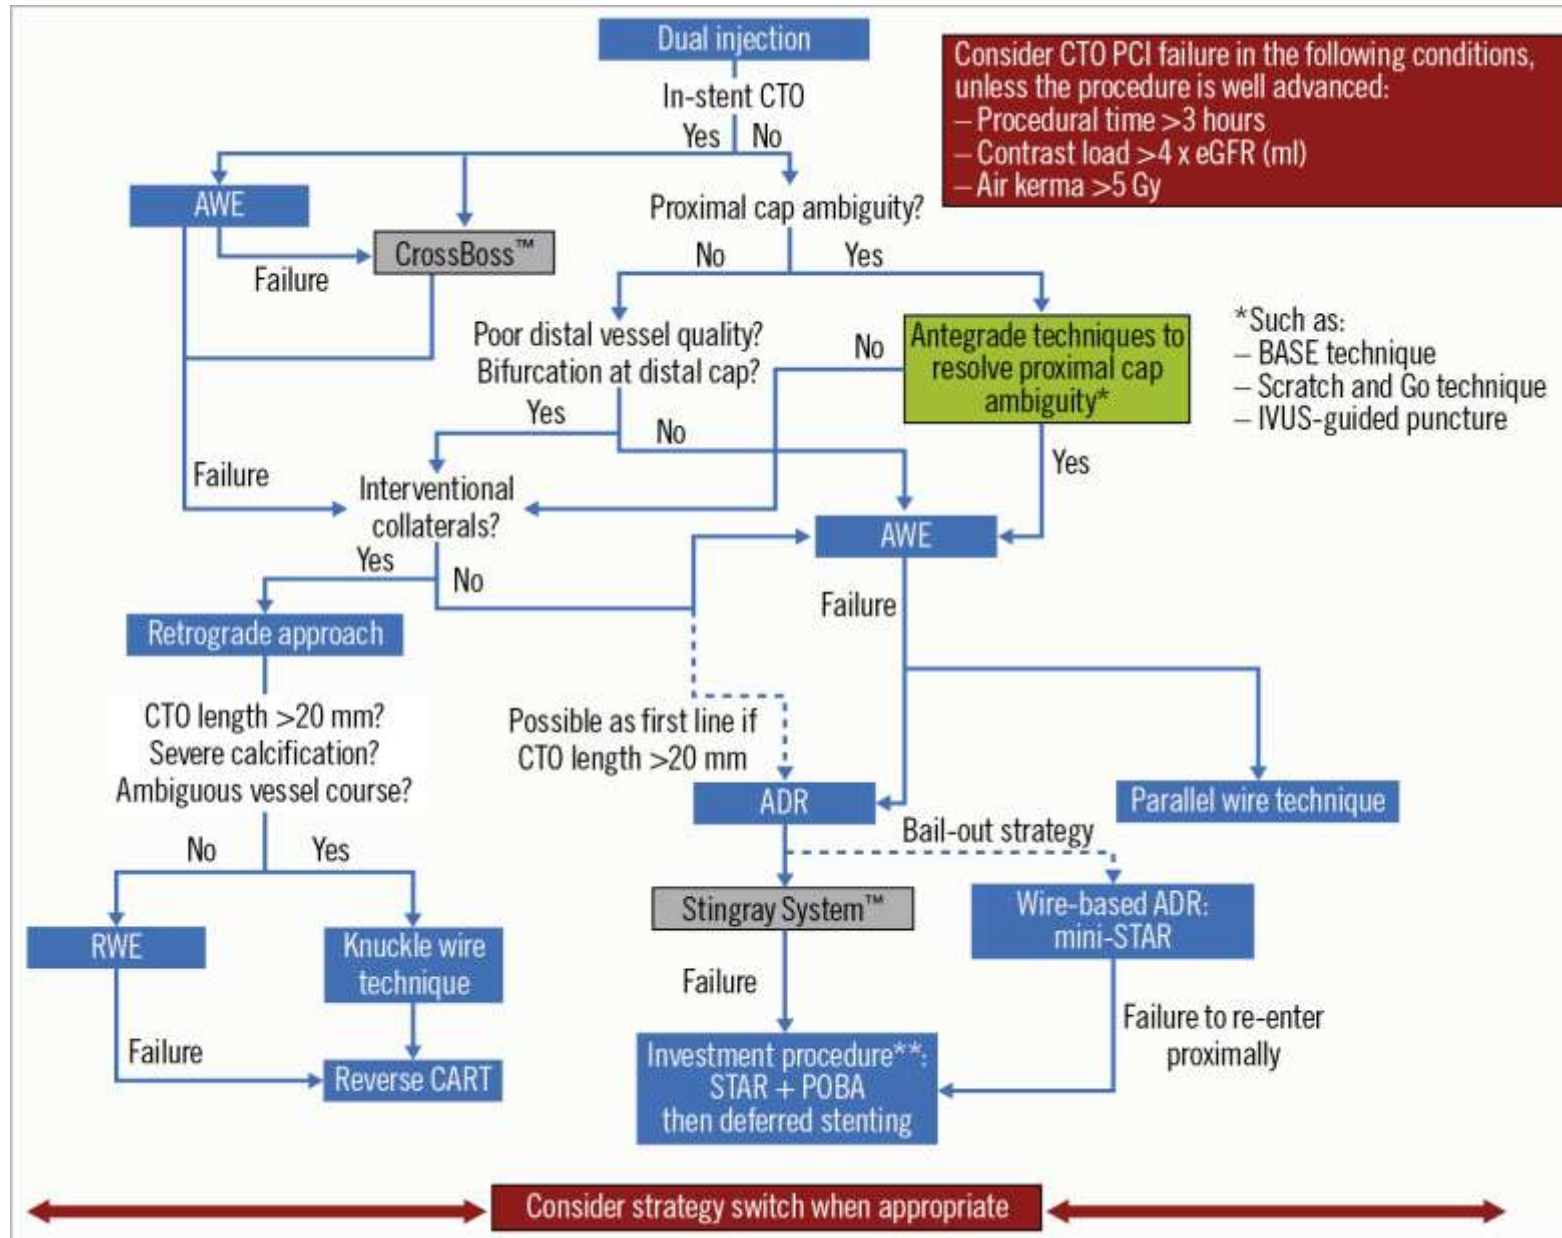 Dual injection
Consider CTO PCI failure in the following conditions,
unless the procedure is well advanced:
– Procedural time >3 hours
– Contrast load >4 x eGFR (ml)
– Air kerma >5 Gy
In-stent CTO
Yes
No
AWE
Proximal cap ambiguity?
CrossBoss™
Failure
No
Yes
Poor distal vessel quality?
Bifurcation at distal cap?
No
Antegrade techniques to
resolve proximal cap
ambiguity*
*Such as:
– BASE technique
– Scratch and Go technique
– IVUS-guided puncture
Yes
No
Yes
Failure
Interventional
collaterals?
AWE
Yes
No
Failure
Retrograde approach
CTO length >20 mm?
Severe calcification?
Ambiguous vessel course?
Possible as first line if
CTO length >20 mm
ADR
Parallel wire technique
Bail-out strategy
No
Yes
Stingray System™
Wire-based ADR:
mini-STAR
RWE
Knuckle wire
technique
Failure
Failure to re-enter
proximally
Failure
Reverse CART
Investment procedure**:
STAR + POBA
then deferred stenting
Consider strategy switch when appropriate